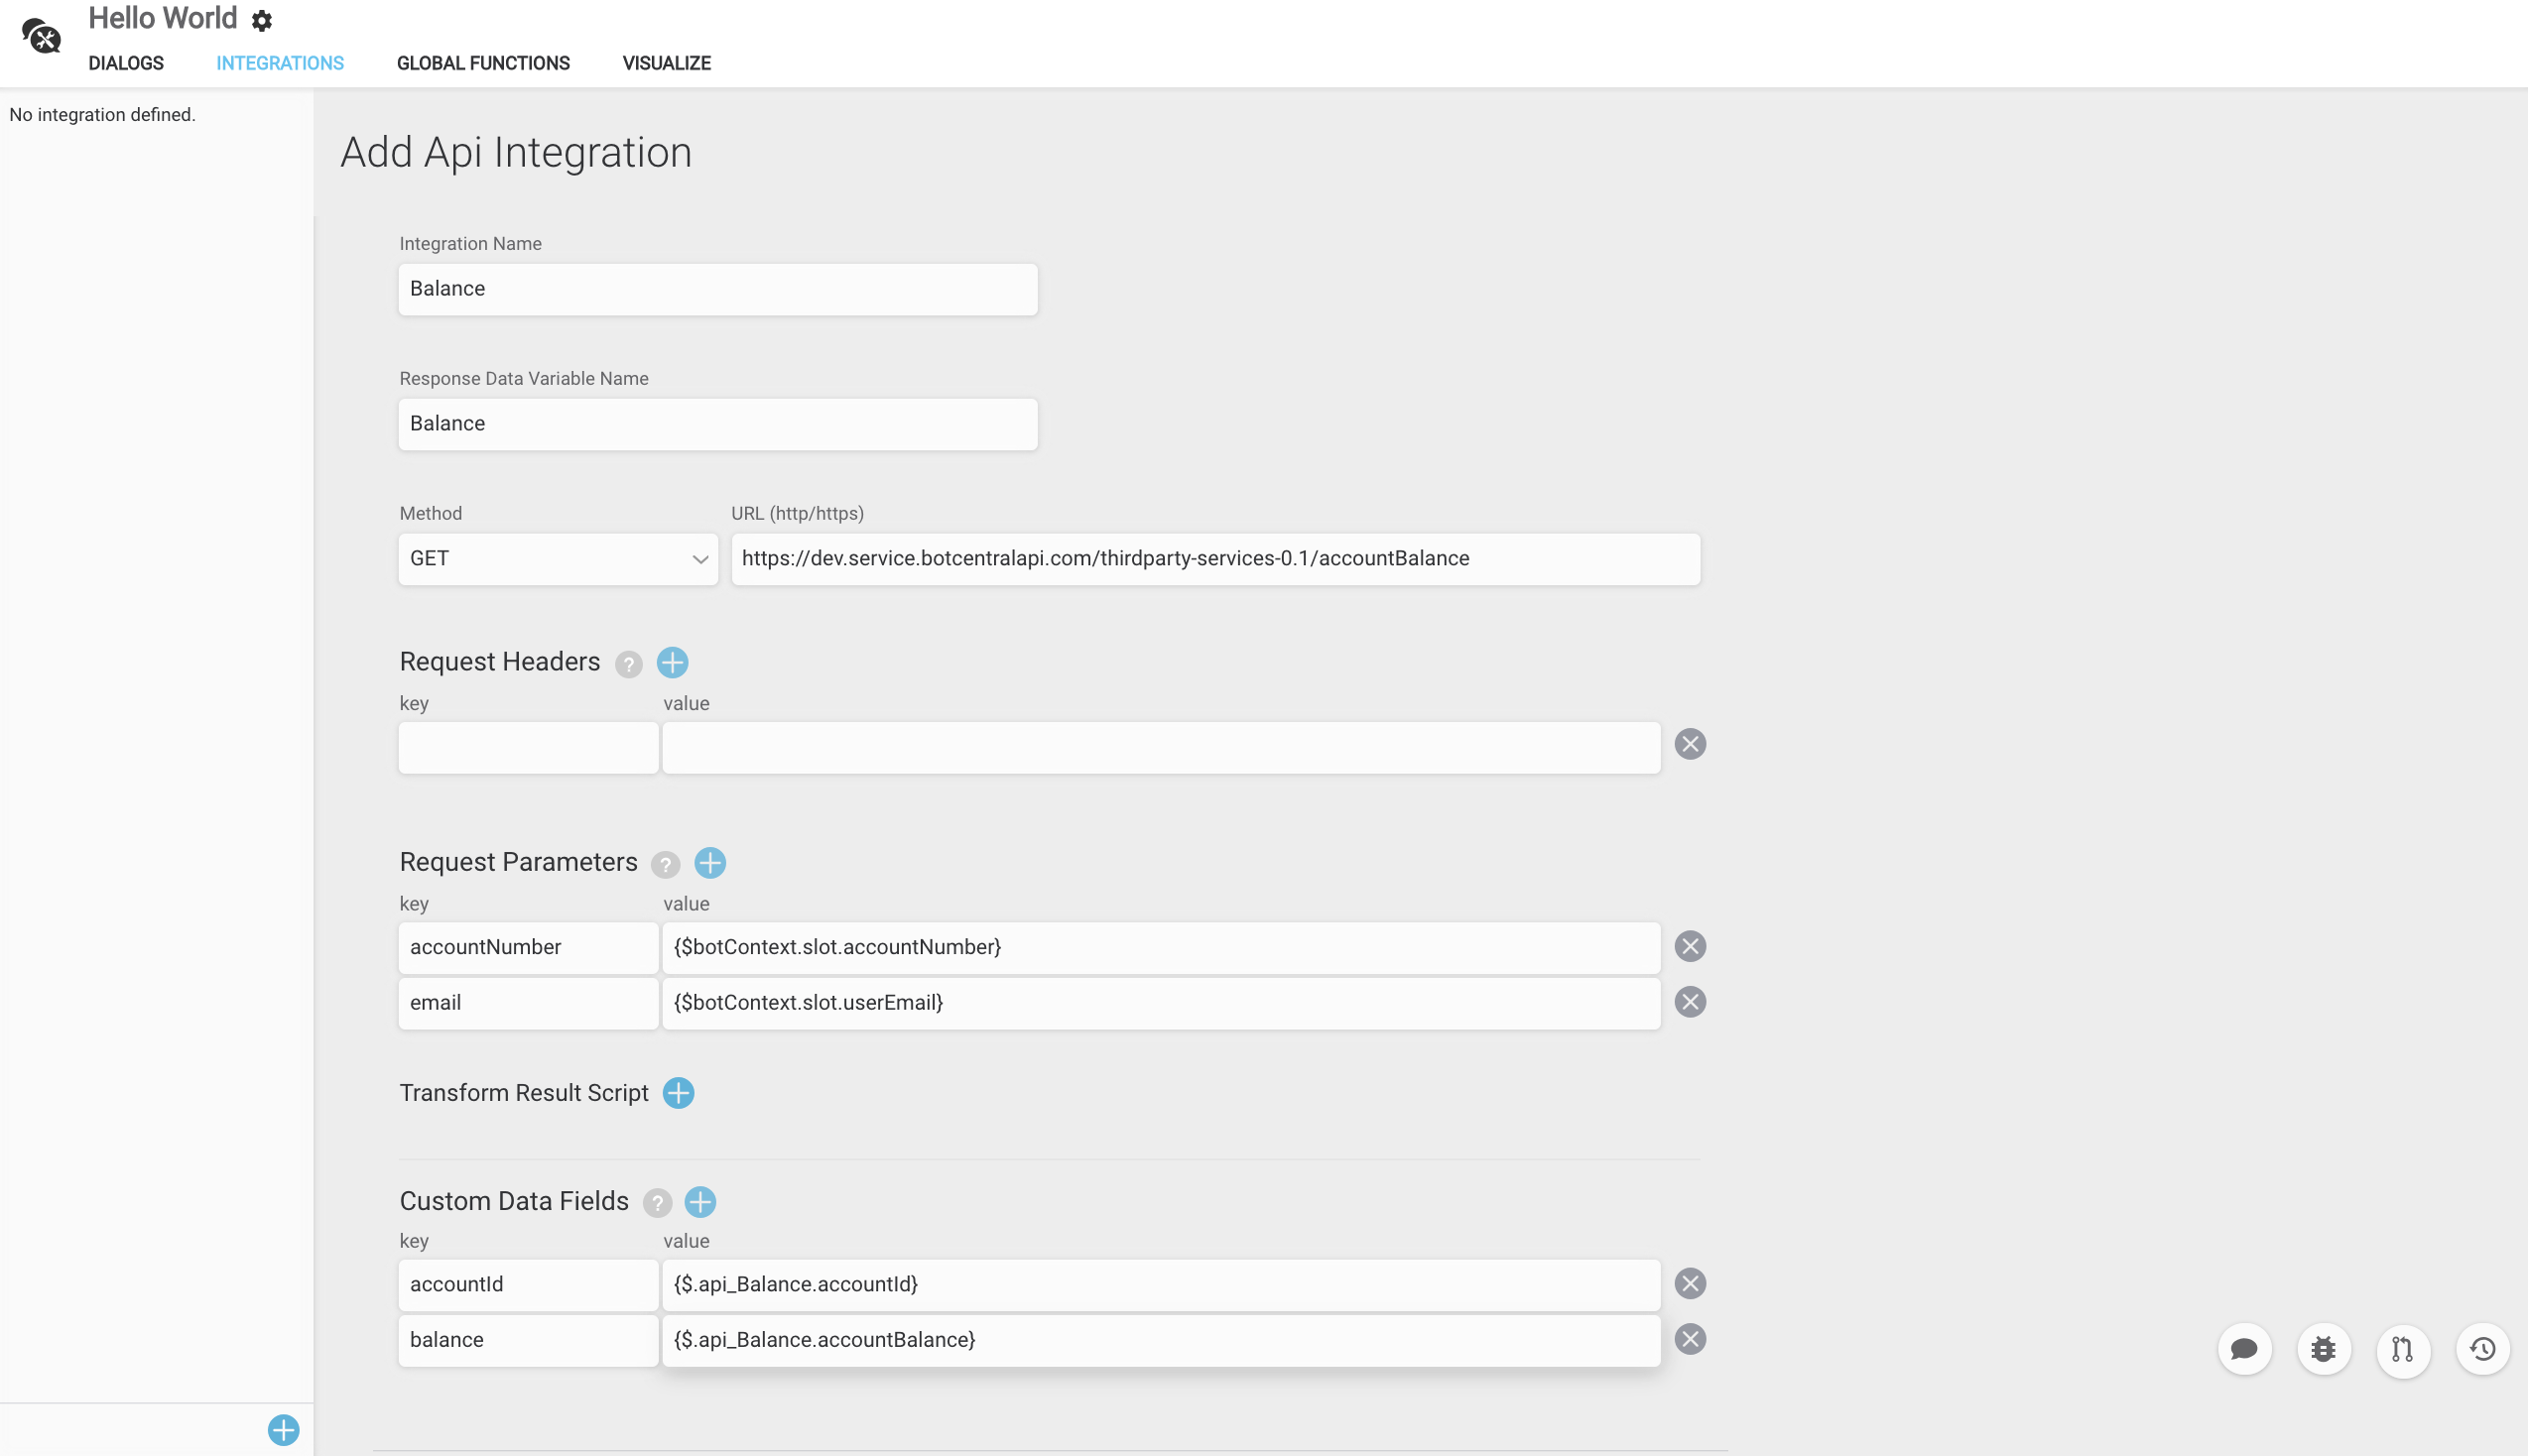 Hello World
DIALOGS INTEGRATIONS GLOBAL FUNCTIONS VISUALIZE
No integration defined.
Add Api Integration
Integration Name
Balance
Response Data Variable Name
Balance
Method URL (http/https)
GET https://dev.service.botcentralapi.com/thirdparty-services-0.1/accountBalance
Request Headers ?
key value
Request Parameters ?
key value
accountNumber {$botContext.slot.accountNumber}
email {$botContext.slot.userEmail}
Transform Result Script
Custom Data Fields ?
key value
accountId {$.api_Balance.accountId}
balance {$.api_Balance.accountBalance}